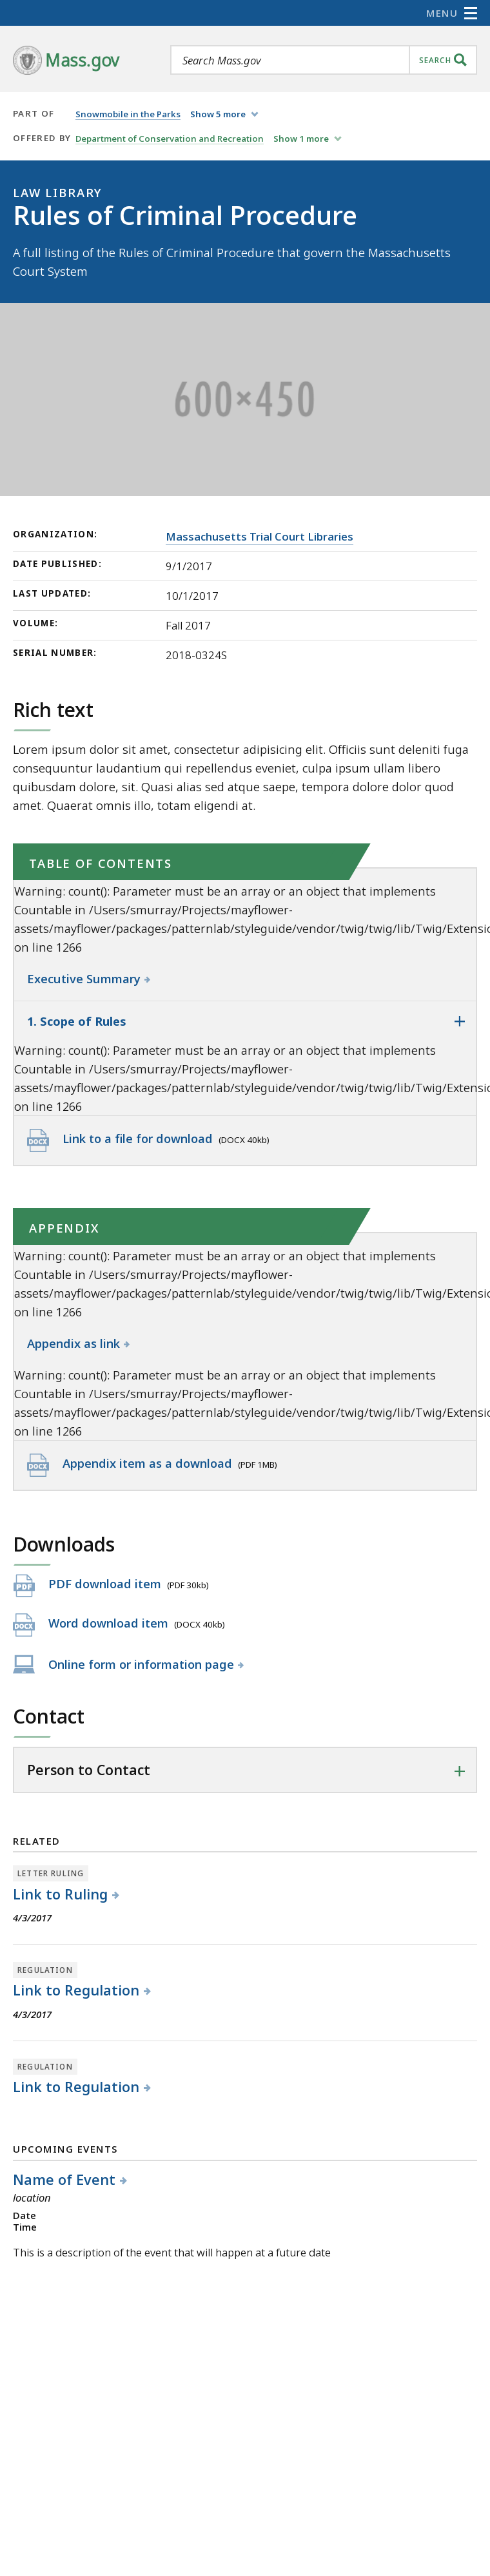 MENU
Mass.gov
Search Mass.gov
SEARCH
PART OF Snowmobile in the Parks Show 5 more
OFFERED BY Department of Conservation and Recreation Show 1 more
LAW LIBRARY
Rules of Criminal Procedure
A full listing of the Rules of Criminal Procedure that govern the Massachusetts
Court System
600×450
ORGANIZATION: Massachusetts Trial Court Libraries
DATE PUBLISHED: 9/1/2017
LAST UPDATED: 10/1/2017
VOLUME: Fall 2017
SERIAL NUMBER: 2018-0324S
Rich text
Lorem ipsum dolor sit amet, consectetur adipisicing elit. Officiis sunt deleniti fuga
consequuntur laudantium qui repellendus eveniet, culpa ipsum ullam libero
quibusdam dolore, sit. Quasi alias sed atque saepe, tempora dolore dolor quod
amet. Quaerat omnis illo, totam eligendi at.
TABLE OF CONTENTS
Warning: count(): Parameter must be an array or an object that implements
Countable in /Users/smurray/Projects/mayflower-
assets/mayflower/packages/patternlab/styleguide/vendor/twig/twig/lib/Twig/Extensio
on line 1266
Executive Summary
1. Scope of Rules
Warning: count(): Parameter must be an array or an object that implements
Countable in /Users/smurray/Projects/mayflower-
assets/mayflower/packages/patternlab/styleguide/vendor/twig/twig/lib/Twig/Extensio
on line 1266
DOCX Link to a file for download (DOCX 40kb)
APPENDIX
Warning: count(): Parameter must be an array or an object that implements
Countable in /Users/smurray/Projects/mayflower-
assets/mayflower/packages/patternlab/styleguide/vendor/twig/twig/lib/Twig/Extensio
on line 1266
Appendix as link
Warning: count(): Parameter must be an array or an object that implements
Countable in /Users/smurray/Projects/mayflower-
assets/mayflower/packages/patternlab/styleguide/vendor/twig/twig/lib/Twig/Extensio
on line 1266
DOCX Appendix item as a download (PDF 1MB)
Downloads
PDF PDF download item (PDF 30kb)
DOCX Word download item (DOCX 40kb)
Online form or information page
Contact
Person to Contact
RELATED
LETTER RULING
Link to Ruling
4/3/2017
REGULATION
Link to Regulation
4/3/2017
REGULATION
Link to Regulation
UPCOMING EVENTS
Name of Event
location
Date
Time
This is a description of the event that will happen at a future date